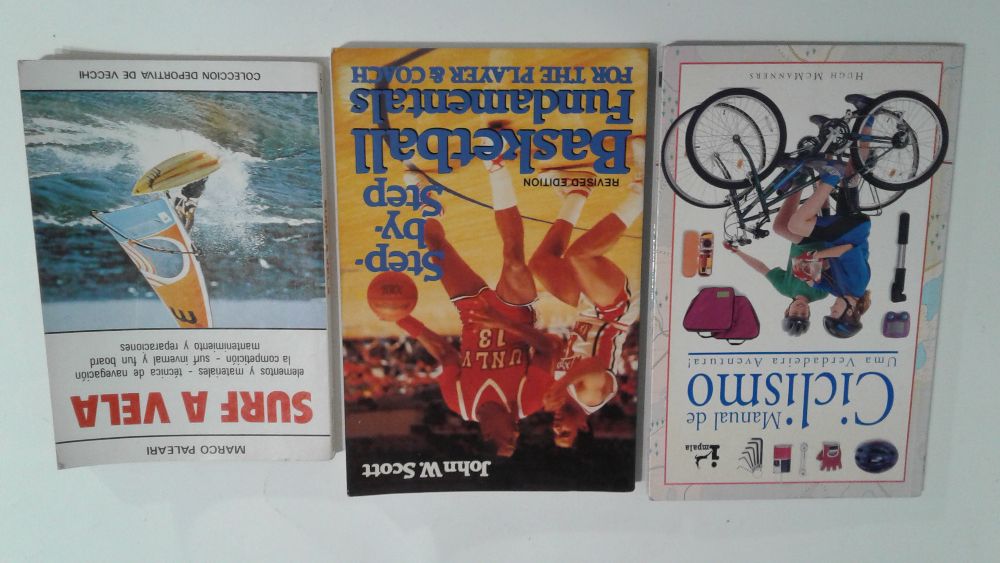 impala
Manual de
Ciclismo
Uma Verdadeira Aventura!
HUGH MCMANNERS
John W. Scott
UNLV
13
Step-
by-
Step
REVISED EDITION
Basketball
Fundamentals
FOR THE PLAYER & COACH
MARCO PALEARI
SURF A VELA
elementos y materiales - técnica de navegación
la competición - surf invernal y fun board
mantenimiento y reparaciones
COLECCION DEPORTIVA DE VECCHI